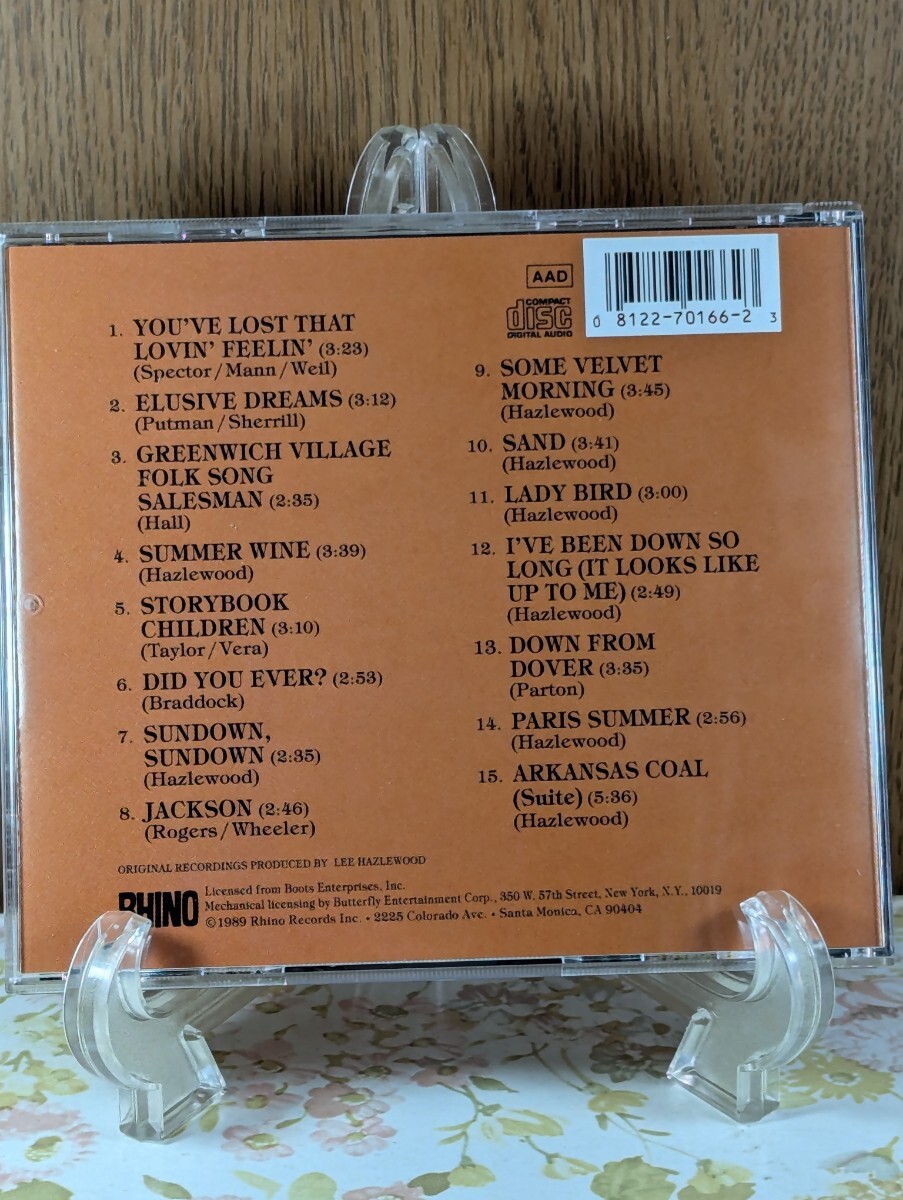 1. YOU'VE LOST THAT
LOVIN' FEELIN' (3:23)
(Spector/Mann/Weil)
2. ELUSIVE DREAMS (3:12)
(Putman/Sherrill)
3. GREENWICH VILLAGE
FOLK SONG
SALESMAN (2:35)
(Hall)
4. SUMMER WINE (3:39)
(Hazlewood)
5. STORYBOOK
CHILDREN (3:10)
(Taylor/Vera)
6. DID YOU EVER? (2:53)
(Braddock)
7. SUNDOWN,
SUNDOWN (2:35)
(Hazlewood)
8. JACKSON (2:46)
(Rogers/Wheeler)
AAD
COMPACT
disc
DIGITAL AUDIO
0 8122-70166-2 3
9. SOME VELVET
MORNING (3:45)
(Hazlewood)
10. SAND (3:41)
(Hazlewood)
11. LADY BIRD (3:00)
(Hazlewood)
12. I'VE BEEN DOWN SO
LONG (IT LOOKS LIKE
UP TO ME) (2:49)
(Hazlewood)
13. DOWN FROM
DOVER (3:35)
(Parton)
14. PARIS SUMMER (2:56)
(Hazlewood)
15. ARKANSAS COAL
(Suite) (5:36)
(Hazlewood)
ORIGINAL RECORDINGS PRODUCED BY LEE HAZLEWOOD
RHINO
Licensed from Boots Enterprises, Inc.
Mechanical licensing by Butterfly Entertainment Corp., 350 W. 57th Street, New York, N.Y., 10019
©1989 Rhino Records Inc. • 2225 Colorado Ave. • Santa Monica, CA 90404